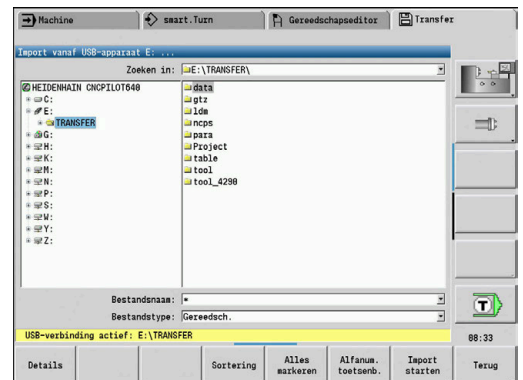 Machine
smart.Turn
Gereedschapseditor
Transfer
Import vanaf USB-apparaat E: ...
Zoeken in: E:\TRANSFER\
HEIDENHAIN CNCPILOT640
C:
E:
TRANSFER
G:
H:
K:
M:
N:
P:
S:
W:
Y:
Z:
data
gtz
ldm
ncps
para
Project
table
tool
tool_4290
Bestandsnaam: *
Bestandstype: Gereedsch.
USB-verbinding actief: E:\TRANSFER
T
08:33
Details
Sortering
Alles
markeren
Alfanum.
toetsenb.
Import
starten
Terug